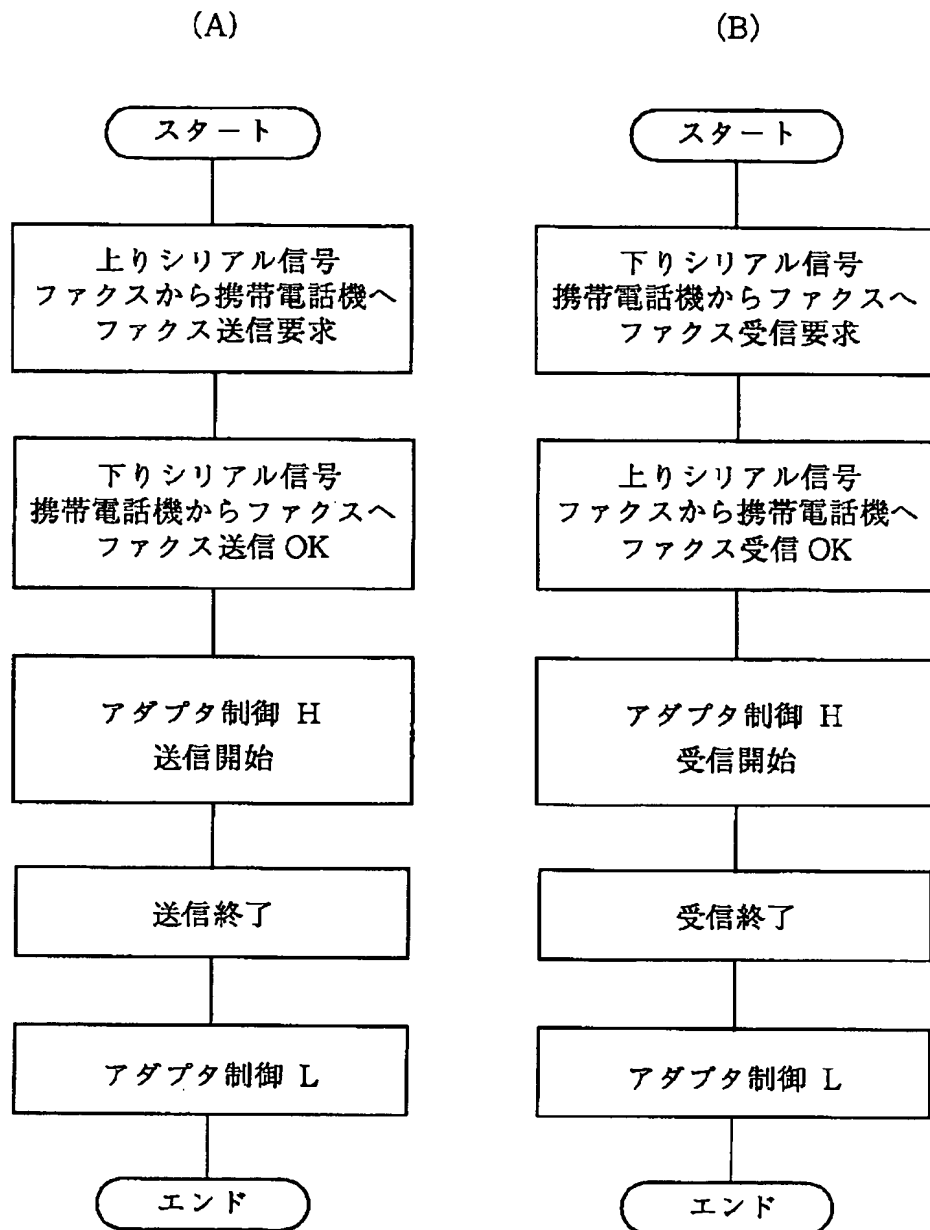 (A)
スタート
上りシリアル信号
ファクスから携帯電話機へ
ファクス送信要求
下りシリアル信号
携帯電話機からファクスへ
ファクス送信 OK
アダプタ制御 H
送信開始
送信終了
アダプタ制御 L
エンド
(B)
スタート
下りシリアル信号
携帯電話機からファクスへ
ファクス受信要求
上りシリアル信号
ファクスから携帯電話機へ
ファクス受信 OK
アダプタ制御 H
受信開始
受信終了
アダプタ制御 L
エンド